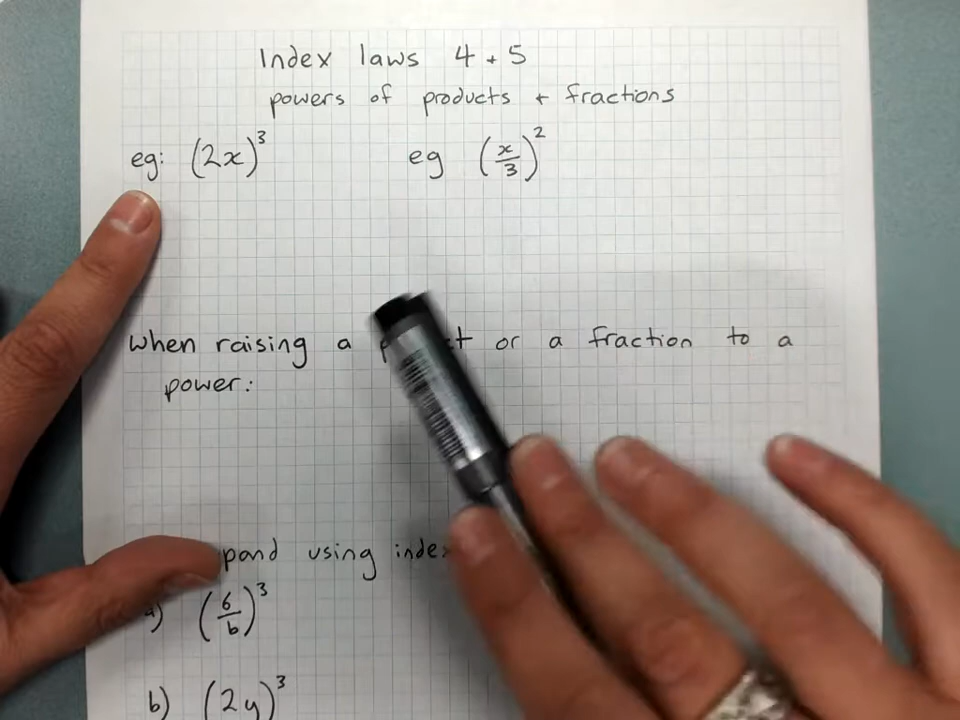 Index laws 4 + 5
powers of products + fractions
eg: (2x)³ eg (x/3)²
When raising a or a fraction to a
power:
using index
a) (6/b)³
b) (2y)³